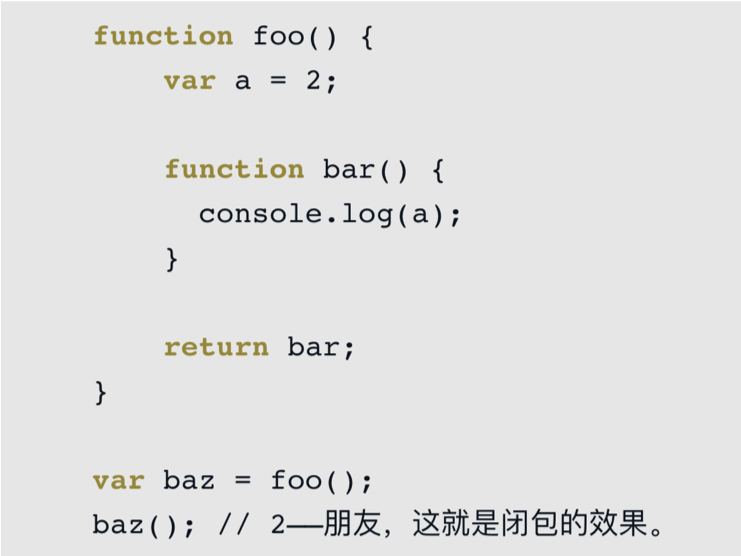 function foo() {
    var a = 2;

    function bar() {
      console.log(a);
    }

    return bar;
}

var baz = foo();
baz(); // 2——朋友，这就是闭包的效果。